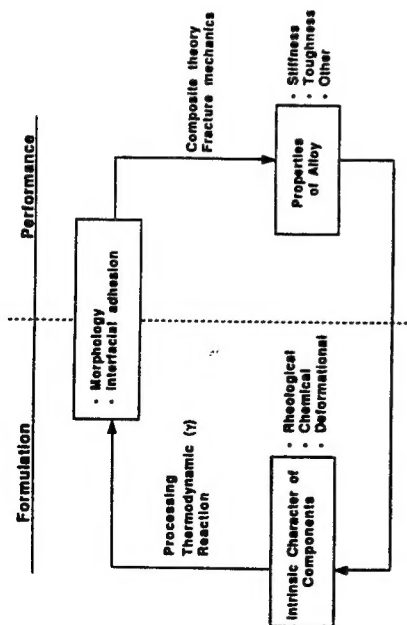 Formulation
Performance
• Morphology
• Interfacial adhesion
Processing
Thermodynamic (γ)
Reaction
Composite theory
Fracture mechanics
Intrinsic Character of
Components
• Rheological
• Chemical
• Deformational
Properties
of Alloy
• Stiffness
• Toughness
• Other